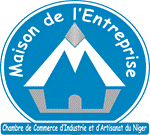 Maison de l'Entreprise
Chambre de Commerce d'Industrie et d'Artisanat du Niger